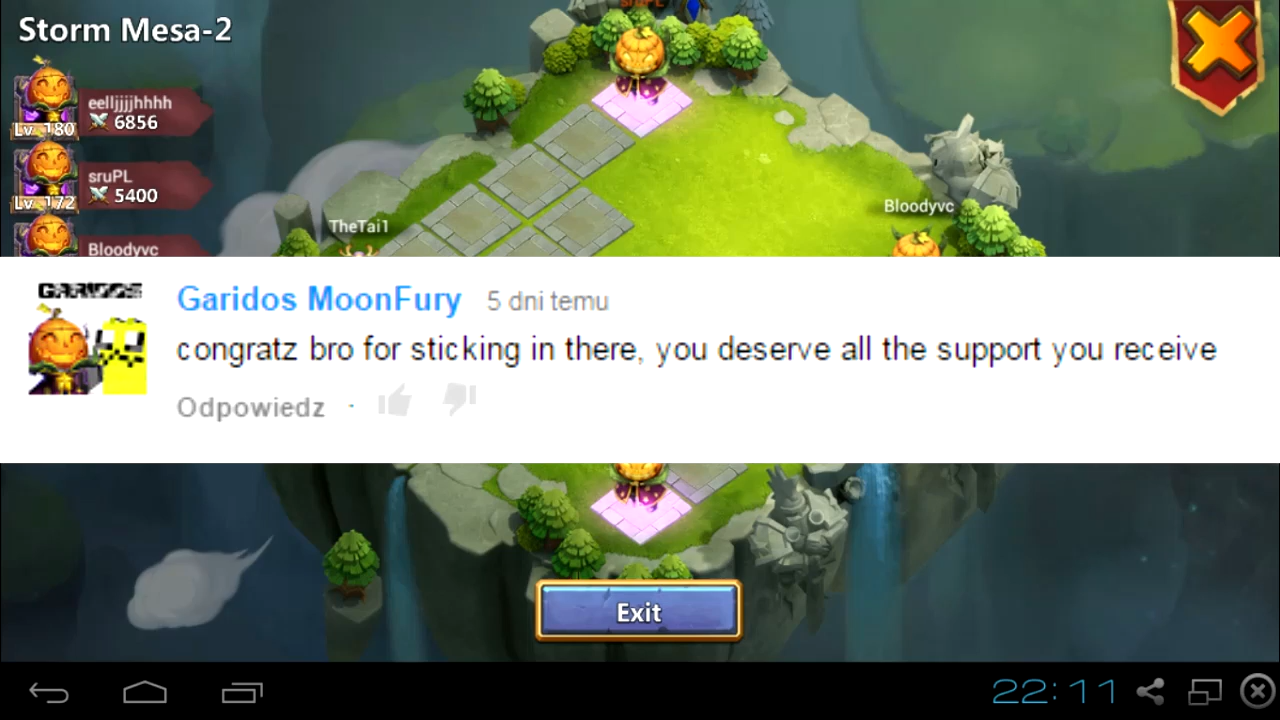 Storm Mesa-2
eelljjjjhhhh
6856
Lv. 180
sruPL
5400
Lv. 172
Bloodyvc
TheTai1
Bloodyvc
GARIDOS
Garidos MoonFury 5 dni temu
congratz bro for sticking in there, you deserve all the support you receive
Odpowiedz ·
Exit
22:11